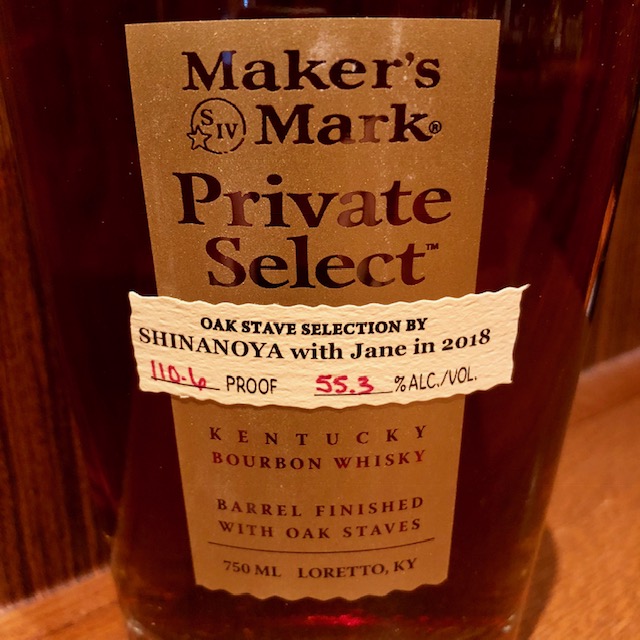 Maker's
S IV Mark®
Private
Select™
OAK STAVE SELECTION BY
SHINANOYA with Jane in 2018
110.6 PROOF 55.3 % ALC./VOL.
KENTUCKY
BOURBON WHISKY
BARREL FINISHED
WITH OAK STAVES
750 ML LORETTO, KY